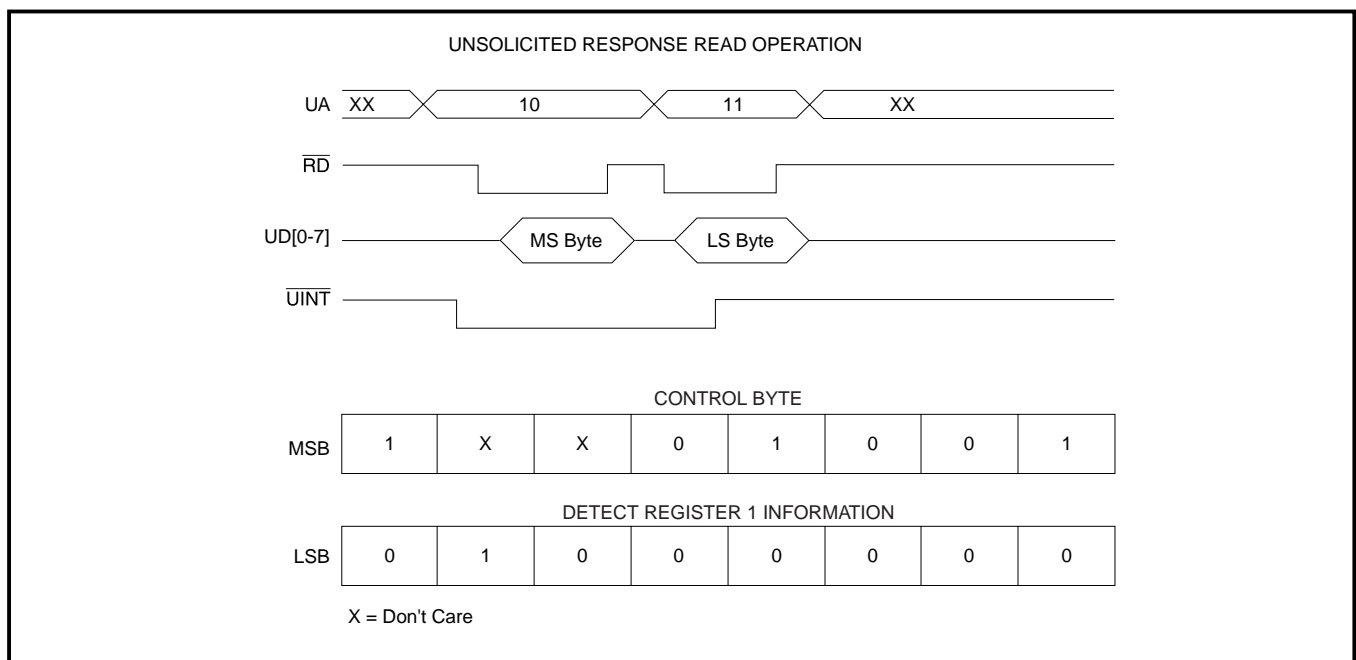 UNSOLICITED RESPONSE READ OPERATION
UA XX 10 11 XX
RD
UD[0-7] MS Byte LS Byte
UINT
CONTROL BYTE
MSB 1 X X 0 1 0 0 1
DETECT REGISTER 1 INFORMATION
LSB 0 1 0 0 0 0 0 0
X = Don't Care